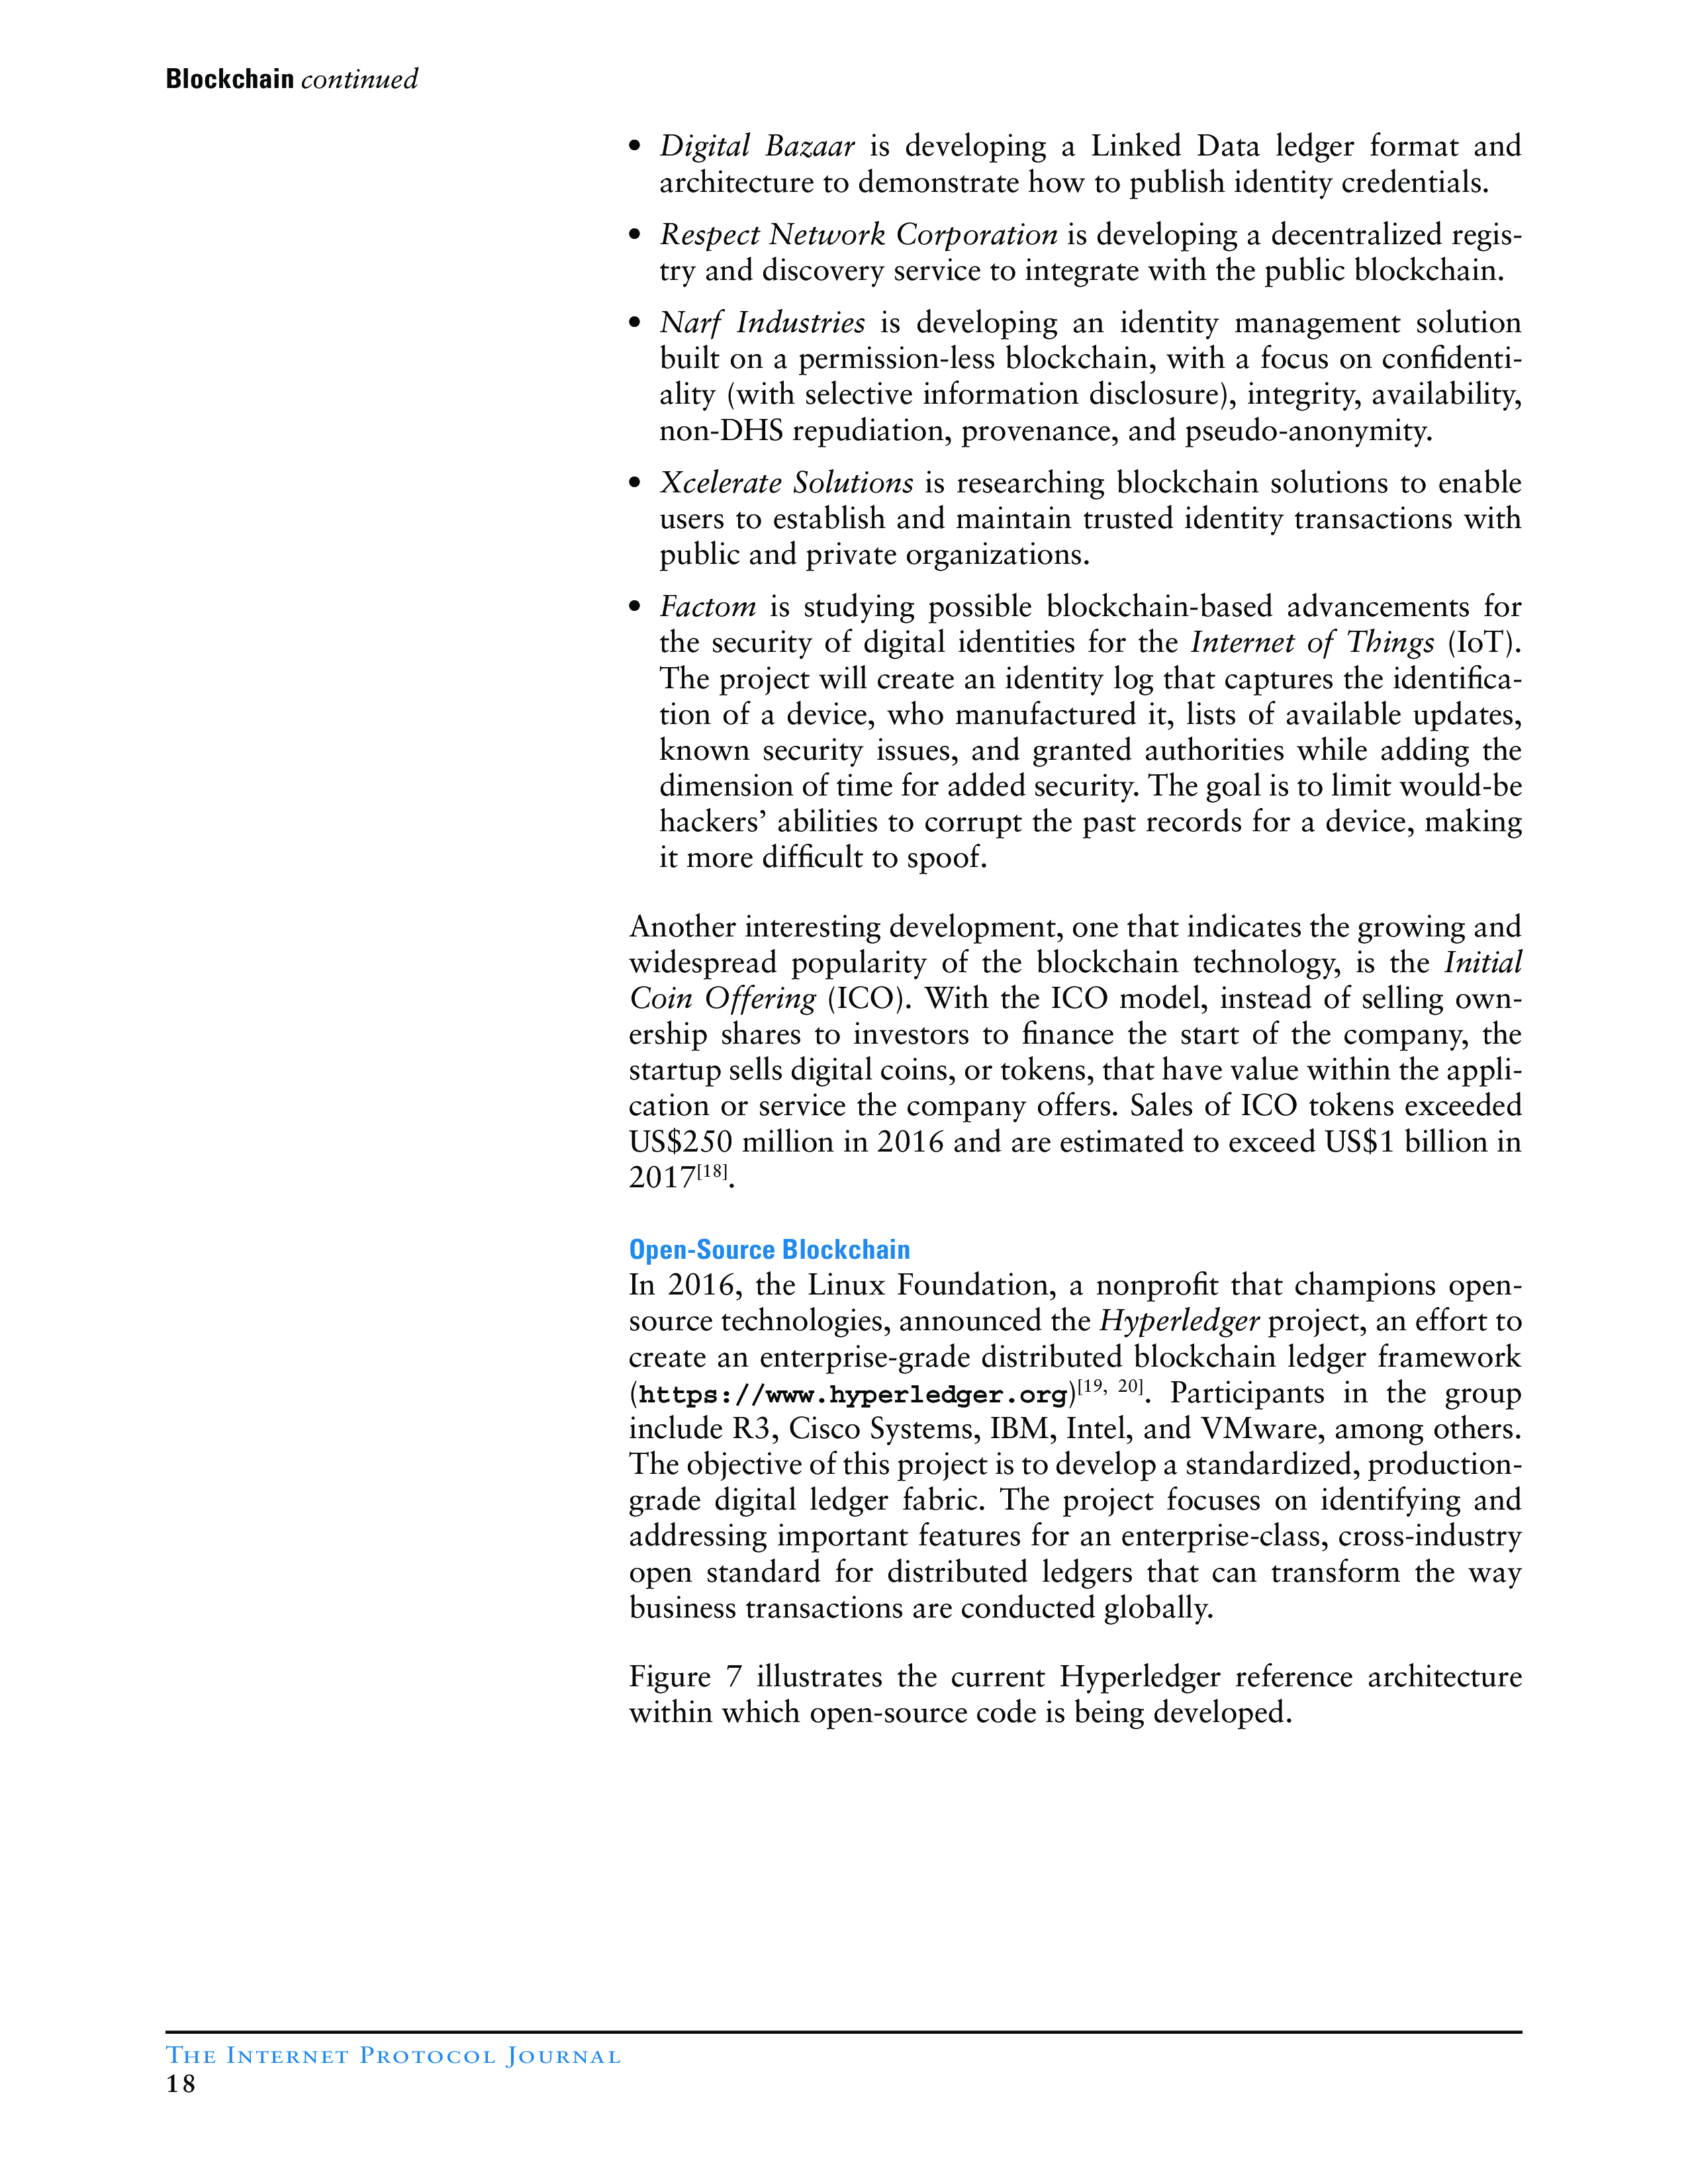 Blockchain continued
• Digital Bazaar is developing a Linked Data ledger format and
architecture to demonstrate how to publish identity credentials.
• Respect Network Corporation is developing a decentralized regis-
try and discovery service to integrate with the public blockchain.
• Narf Industries is developing an identity management solution
built on a permission-less blockchain, with a focus on confidenti-
ality (with selective information disclosure), integrity, availability,
non-DHS repudiation, provenance, and pseudo-anonymity.
• Xcelerate Solutions is researching blockchain solutions to enable
users to establish and maintain trusted identity transactions with
public and private organizations.
• Factom is studying possible blockchain-based advancements for
the security of digital identities for the Internet of Things (IoT).
The project will create an identity log that captures the identifica-
tion of a device, who manufactured it, lists of available updates,
known security issues, and granted authorities while adding the
dimension of time for added security. The goal is to limit would-be
hackers’ abilities to corrupt the past records for a device, making
it more difficult to spoof.
Another interesting development, one that indicates the growing and
widespread popularity of the blockchain technology, is the Initial
Coin Offering (ICO). With the ICO model, instead of selling own-
ership shares to investors to finance the start of the company, the
startup sells digital coins, or tokens, that have value within the appli-
cation or service the company offers. Sales of ICO tokens exceeded
US$250 million in 2016 and are estimated to exceed US$1 billion in
2017[18].
Open-Source Blockchain
In 2016, the Linux Foundation, a nonprofit that champions open-
source technologies, announced the Hyperledger project, an effort to
create an enterprise-grade distributed blockchain ledger framework
(https://www.hyperledger.org)[19, 20]. Participants in the group
include R3, Cisco Systems, IBM, Intel, and VMware, among others.
The objective of this project is to develop a standardized, production-
grade digital ledger fabric. The project focuses on identifying and
addressing important features for an enterprise-class, cross-industry
open standard for distributed ledgers that can transform the way
business transactions are conducted globally.
Figure 7 illustrates the current Hyperledger reference architecture
within which open-source code is being developed.
The Internet Protocol Journal
18